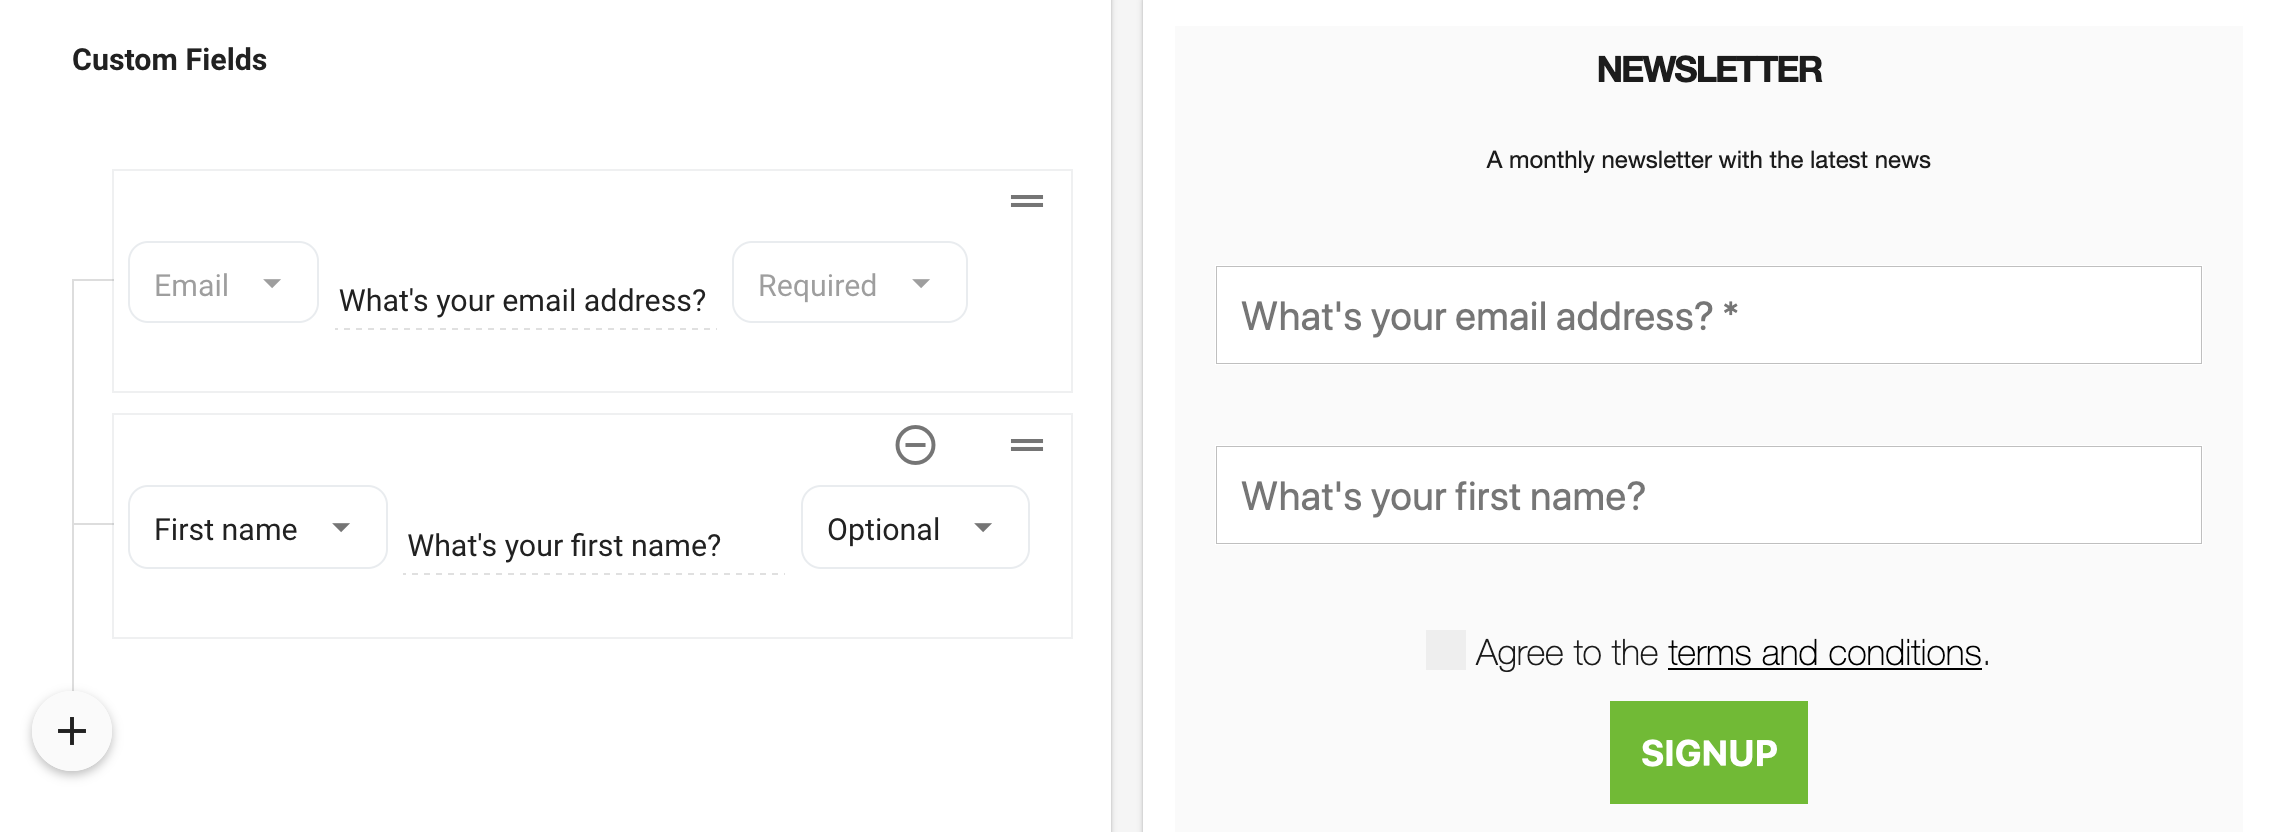 Custom Fields
Email
What's your email address?
Required
First name
What's your first name?
Optional
NEWSLETTER
A monthly newsletter with the latest news
What's your email address? *
What's your first name?
Agree to the terms and conditions.
SIGNUP